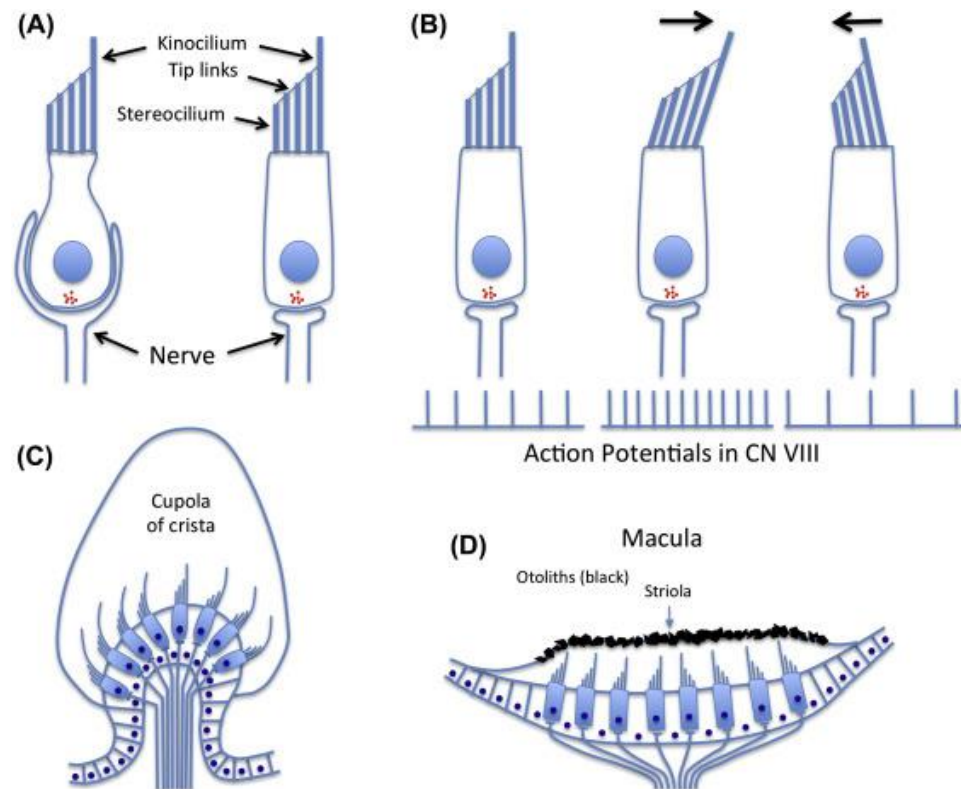 (A)
Kinocilium
Tip links
Stereocilium
Nerve
(B)
Action Potentials in CN VIII
(C)
Cupola
of crista
(D)
Macula
Otoliths (black)
Striola